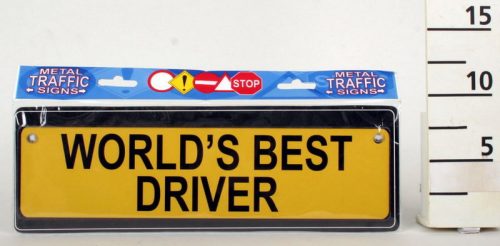 METAL
TRAFFIC
SIGNS
STOP
METAL
TRAFFIC
SIGNS
WORLD'S BEST
DRIVER
15
10
5